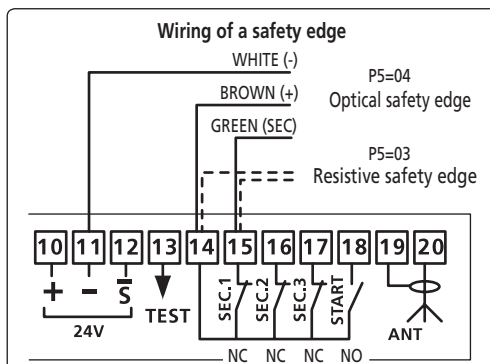 Wiring of a safety edge
WHITE (-)
P5=04
BROWN (+)
Optical safety edge
GREEN (SEC)
P5=03
Resistive safety edge
10 11 12 13 14 15 16 17 18 19 20
+ - S
24V
TEST
SEC.1
SEC.2
SEC.3
START
ANT
NC NC NC NO